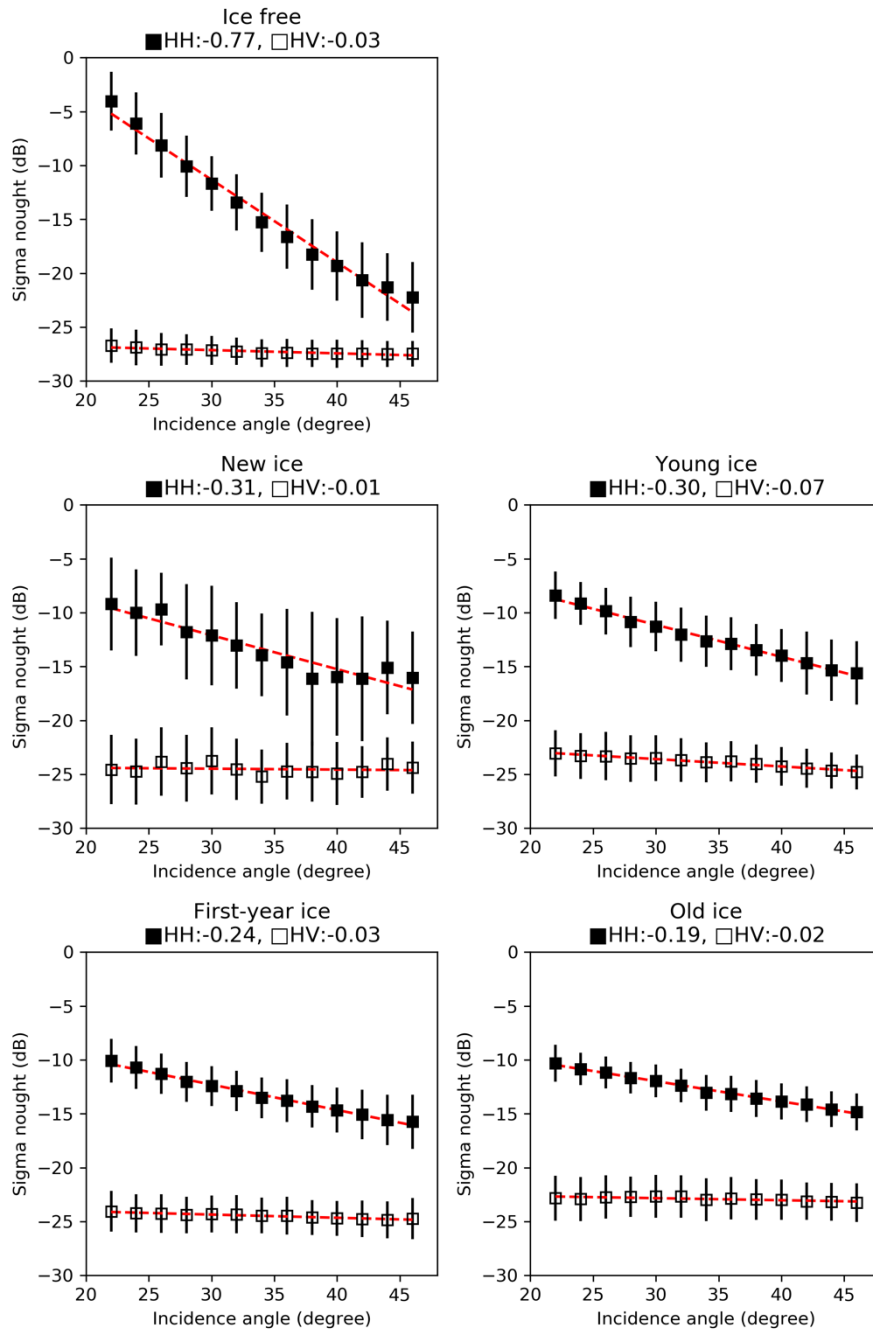 Ice free
■HH:-0.77, □HV:-0.03
0
−5
−10
−15
−20
−25
−30
Sigma nought (dB)
20 25 30 35 40 45
Incidence angle (degree)
New ice
■HH:-0.31, □HV:-0.01
0
−5
−10
−15
−20
−25
−30
Sigma nought (dB)
20 25 30 35 40 45
Incidence angle (degree)
Young ice
■HH:-0.30, □HV:-0.07
0
−5
−10
−15
−20
−25
−30
Sigma nought (dB)
20 25 30 35 40 45
Incidence angle (degree)
First-year ice
■HH:-0.24, □HV:-0.03
0
−5
−10
−15
−20
−25
−30
Sigma nought (dB)
20 25 30 35 40 45
Incidence angle (degree)
Old ice
■HH:-0.19, □HV:-0.02
0
−5
−10
−15
−20
−25
−30
Sigma nought (dB)
20 25 30 35 40 45
Incidence angle (degree)